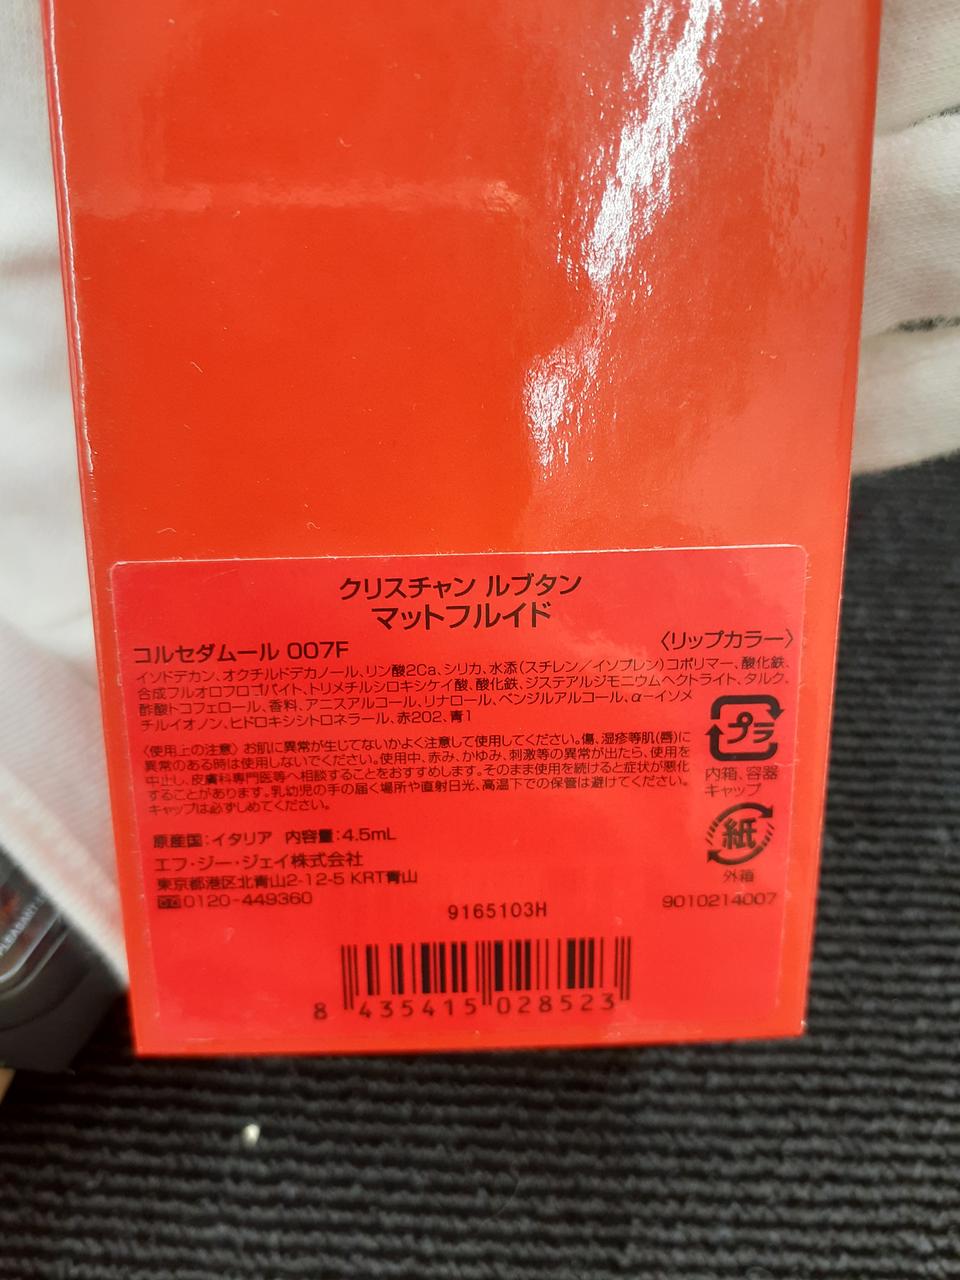 クリスチャン ルブタン
マットフルイド
〈リップカラー〉
コルセダムール 007F
イソドデカン、オクチルドデカノール、リン酸2Ca、シリカ、水添(スチレン/イソプレン)コポリマー、酸化鉄、
合成フルオロフロゴパイト、トリメチルシロキシケイ酸、酸化鉄、ジステアルジモニウムヘクトライト、タルク、
酢酸トコフェロール、香料、アニスアルコール、リナロール、ベンジルアルコール、α-イソメ
チルイオノン、ヒドロキシシトロネラール、赤202、青1
〈使用上の注意〉お肌に異常が生じてないかよく注意して使用してください。傷、湿疹等肌(唇)に
異常のある時は使用しないでください。使用中、赤み、かゆみ、刺激等の異常が出たら、使用を
中止し、皮膚科専門医等へ相談することをおすすめします。そのまま使用を続けると症状が悪化
することがあります。乳幼児の手の届く場所や直射日光、高温下での保管は避けてください。
キャップは必ずしめてください。
プラ
内箱、容器
キャップ
紙
外箱
原産国:イタリア 内容量:4.5mL
エフ・ジー・ジェイ株式会社
東京都港区北青山2-12-5 KRT青山
0120-449360
9165103H
9010214007
8 435415 028523